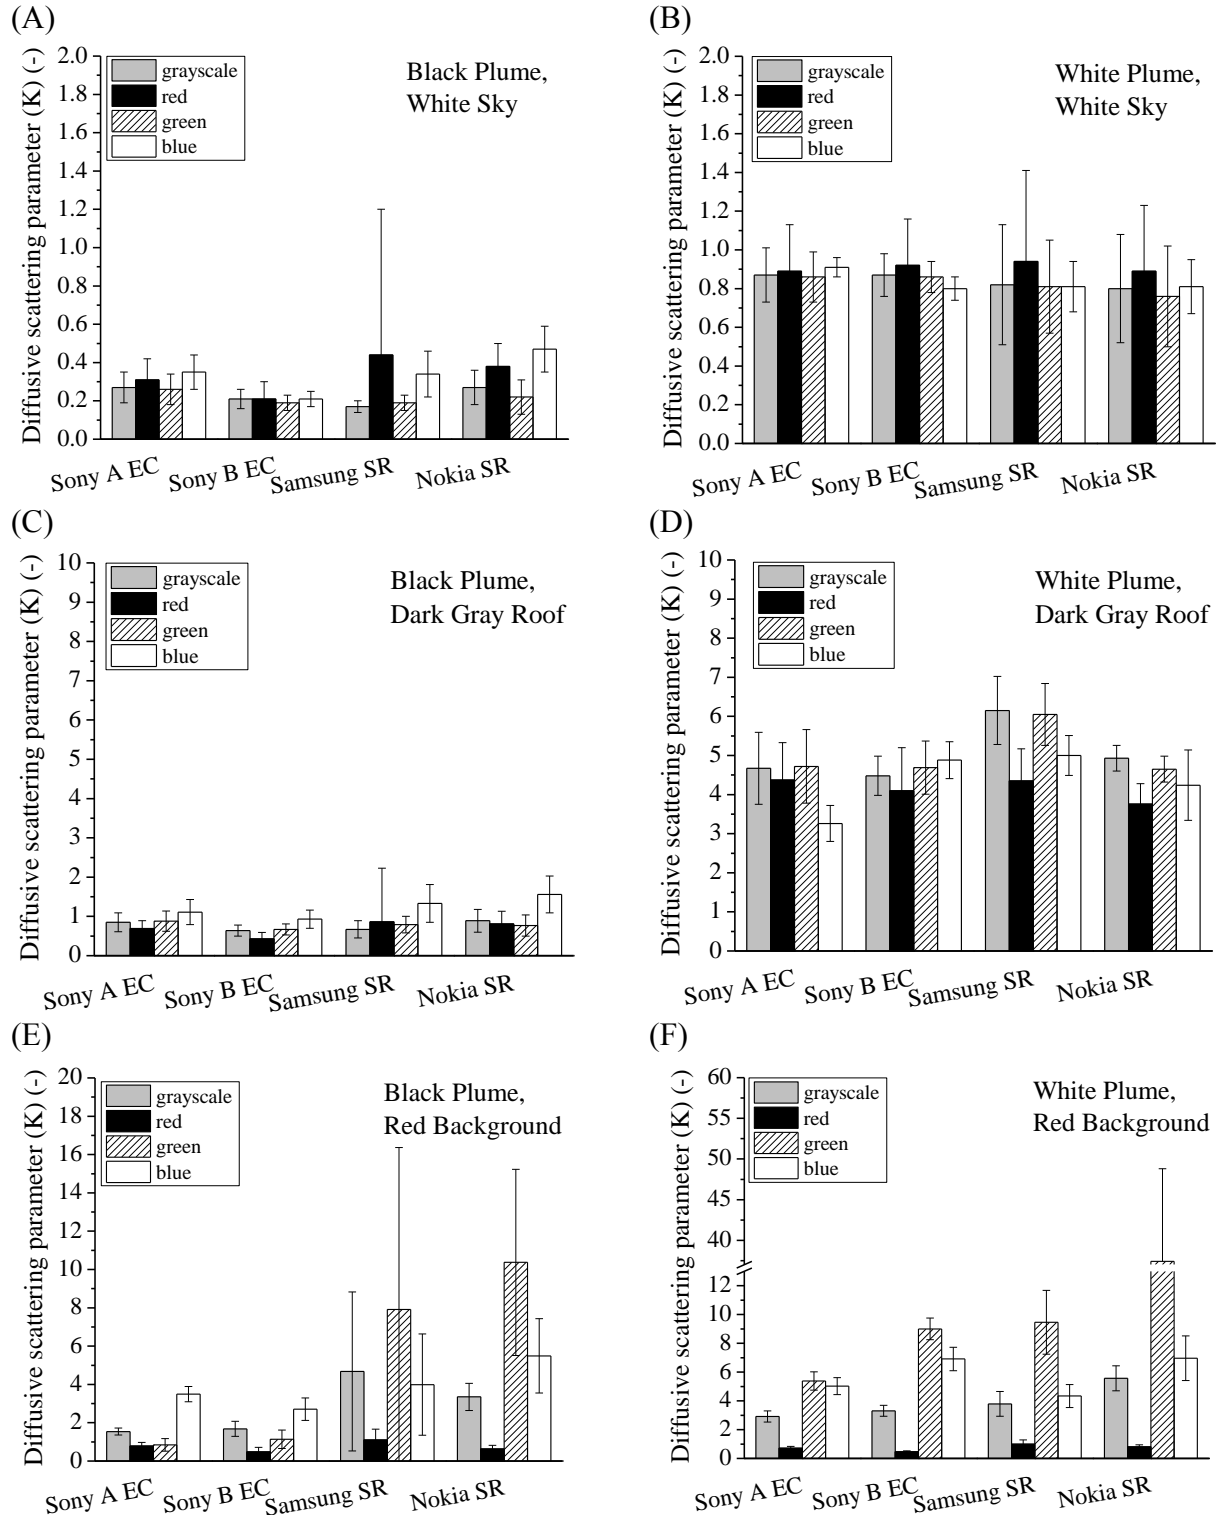 (A)
Diffusive scattering parameter (K) (-)
2.0
1.8
1.6
1.4
1.2
1.0
0.8
0.6
0.4
0.2
0.0
grayscale
red
green
blue
Black Plume,
White Sky
Sony A EC
Sony B EC
Samsung SR
Nokia SR
(B)
Diffusive scattering parameter (K) (-)
2.0
1.8
1.6
1.4
1.2
1.0
0.8
0.6
0.4
0.2
0.0
grayscale
red
green
blue
White Plume,
White Sky
Sony A EC
Sony B EC
Samsung SR
Nokia SR
(C)
Diffusive scattering parameter (K) (-)
10
9
8
7
6
5
4
3
2
1
0
grayscale
red
green
blue
Black Plume,
Dark Gray Roof
Sony A EC
Sony B EC
Samsung SR
Nokia SR
(D)
Diffusive scattering parameter (K) (-)
10
9
8
7
6
5
4
3
2
1
0
grayscale
red
green
blue
White Plume,
Dark Gray Roof
Sony A EC
Sony B EC
Samsung SR
Nokia SR
(E)
Diffusive scattering parameter (K) (-)
20
18
16
14
12
10
8
6
4
2
0
grayscale
red
green
blue
Black Plume,
Red Background
Sony A EC
Sony B EC
Samsung SR
Nokia SR
(F)
Diffusive scattering parameter (K) (-)
60
55
50
45
40
12
10
8
6
4
2
0
grayscale
red
green
blue
White Plume,
Red Background
Sony A EC
Sony B EC
Samsung SR
Nokia SR